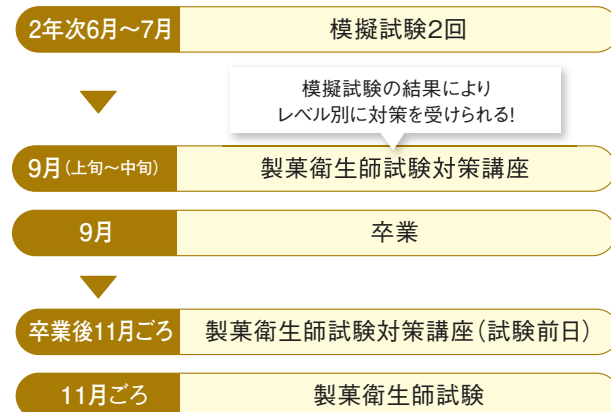 2年次6月～7月
模擬試験2回
模擬試験の結果により
レベル別に対策を受けられる!
9月(上旬～中旬)
製菓衛生師試験対策講座
9月
卒業
卒業後11月ごろ
製菓衛生師試験対策講座(試験前日)
11月ごろ
製菓衛生師試験